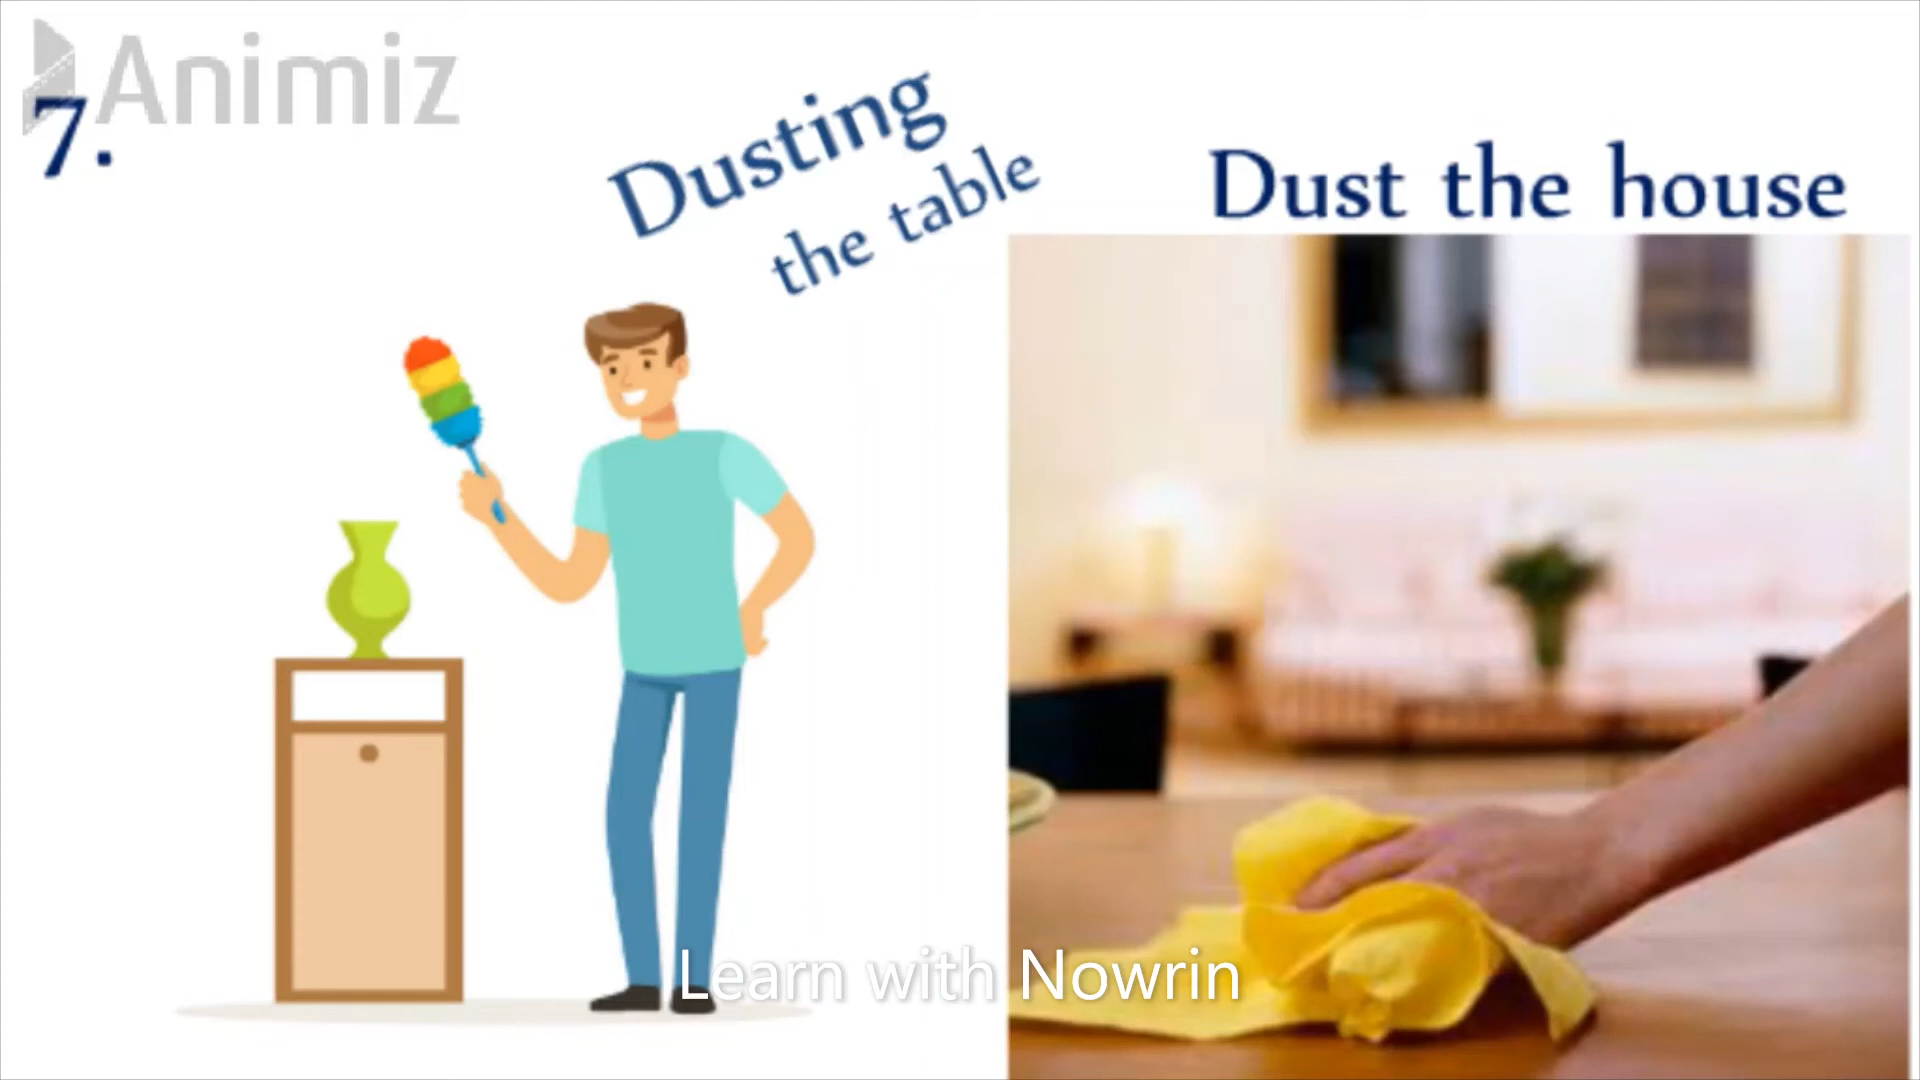 Animiz
7.
Dusting
the table
Dust the house
Learn with Nowrin